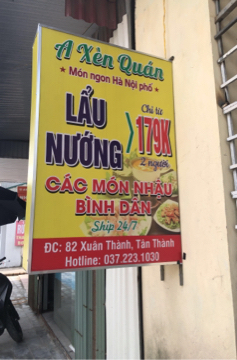 A Xèn Quán
★ Món ngon Hà Nội phố ★
LẨU
NƯỚNG
Chỉ từ
179K
2 người
CÁC MÓN NHẬU
BÌNH DÂN
Ship 24/7
ĐC: 82 Xuân Thành, Tân Thành
Hotline: 037.223.1030